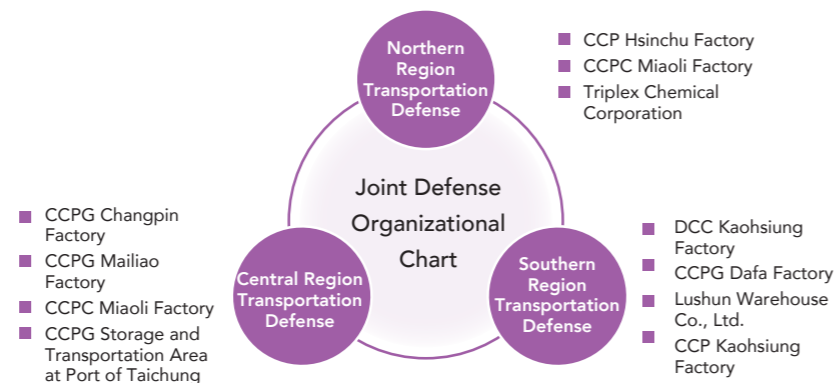 Northern
Region
Transportation
Defense
CCP Hsinchu Factory
CCPC Miaoli Factory
Triplex Chemical
Corporation
Joint Defense
Organizational
Chart
CCPG Changpin
Factory
CCPG Mailiao
Factory
CCPC Miaoli Factory
CCPG Storage and
Transportation Area
at Port of Taichung
Central Region
Transportation
Defense
Southern
Region
Transportation
Defense
DCC Kaohsiung
Factory
CCPG Dafa Factory
Lushun Warehouse
Co., Ltd.
CCP Kaohsiung
Factory